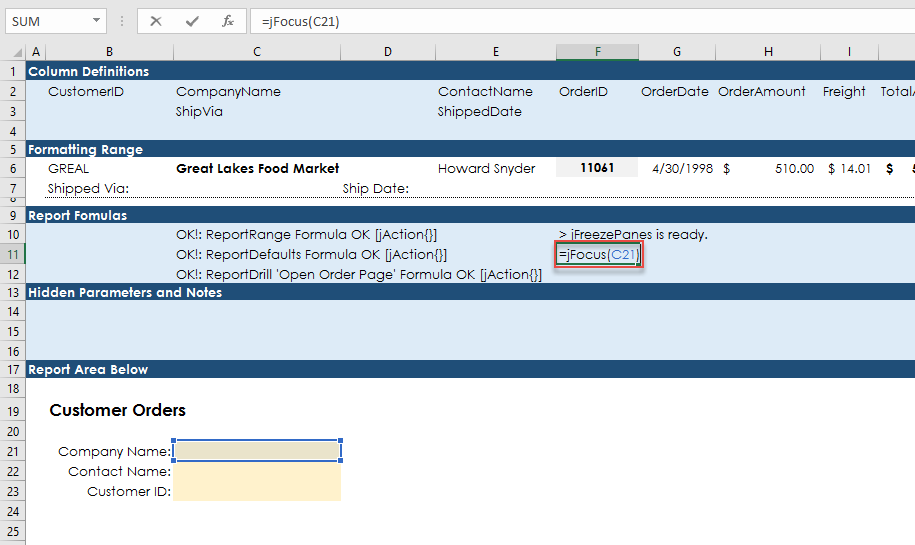 SUM =jFocus(C21)
A B C D E F G H I
1 Column Definitions
2 CustomerID CompanyName ContactName OrderID OrderDate OrderAmount Freight TotalA
3 ShipVia ShippedDate
4
5 Formatting Range
6 GREAL Great Lakes Food Market Howard Snyder 11061 4/30/1998 $ 510.00 $ 14.01 $
7 Shipped Via: Ship Date:
8
9 Report Formulas
10 OK!: ReportRange Formula OK [jAction{}] > jFreezePanes is ready.
11 OK!: ReportDefaults Formula OK [jAction{}] =jFocus(C21)
12 OK!: ReportDrill 'Open Order Page' Formula OK [jAction{}]
13 Hidden Parameters and Notes
14
15
16
17 Report Area Below
18
19 Customer Orders
20
21 Company Name:
22 Contact Name:
23 Customer ID:
24
25